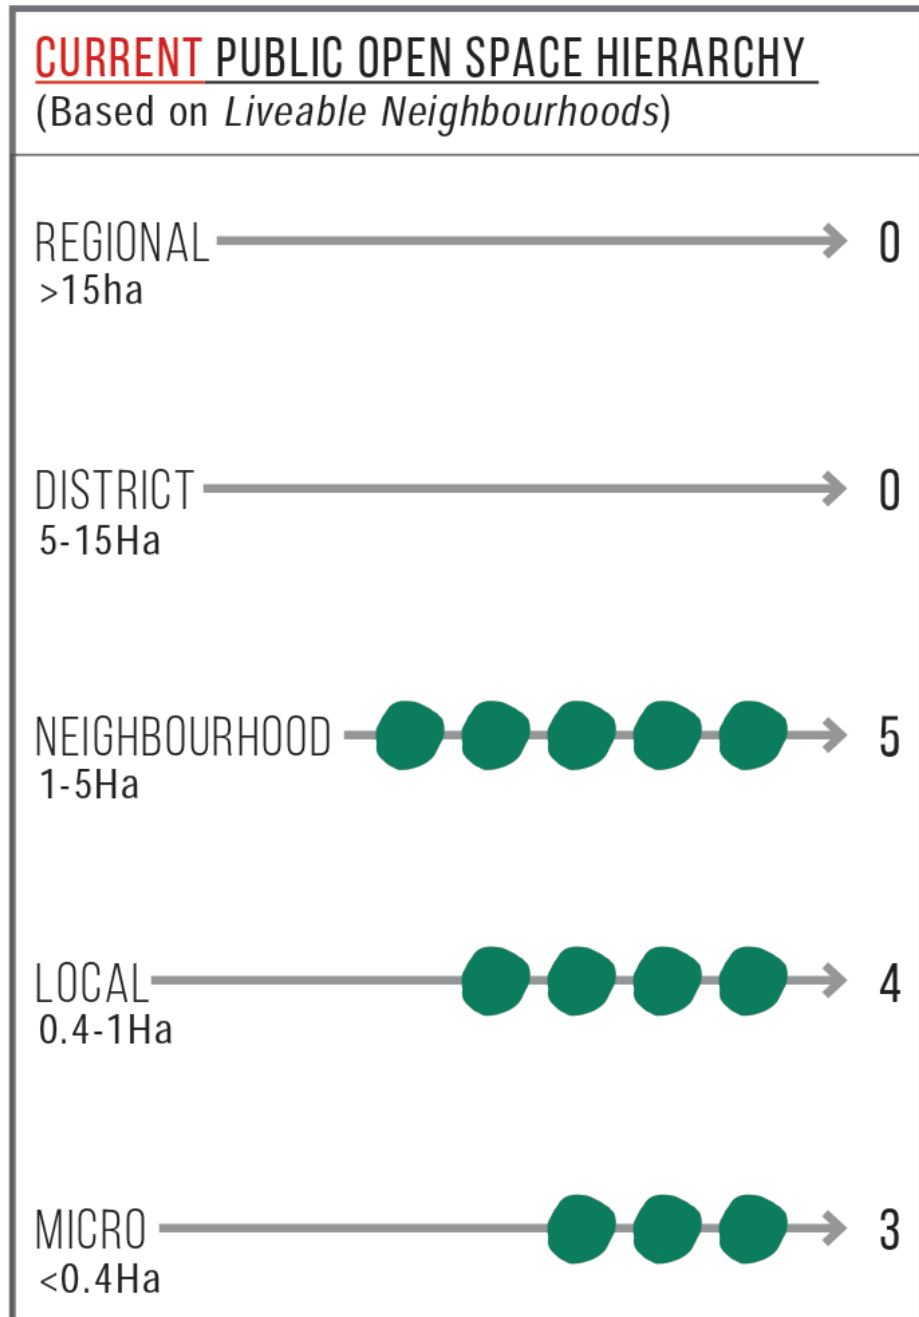 CURRENT PUBLIC OPEN SPACE HIERARCHY
(Based on Liveable Neighbourhoods)
REGIONAL 0
>15ha
DISTRICT 0
5-15Ha
NEIGHBOURHOOD 5
1-5Ha
LOCAL 4
0.4-1Ha
MICRO 3
<0.4Ha